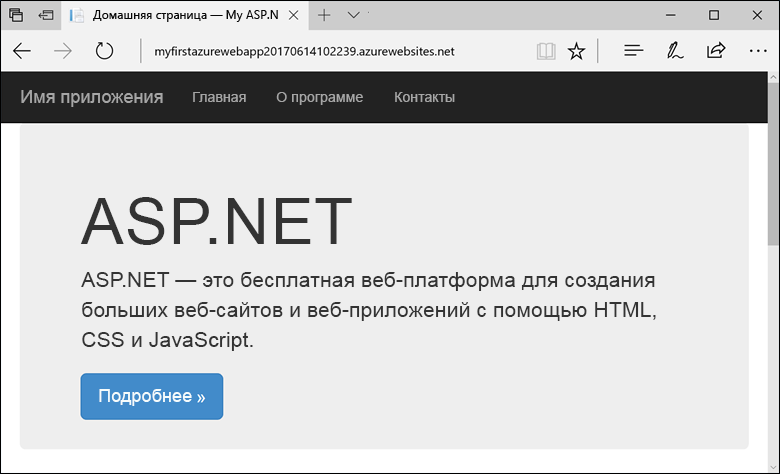 Домашняя страница — My ASP.N
myfirstazurewebapp20170614102239.azurewebsites.net
Имя приложения Главная О программе Контакты
ASP.NET
ASP.NET — это бесплатная веб-платформа для создания
больших веб-сайтов и веб-приложений с помощью HTML,
CSS и JavaScript.
Подробнее »